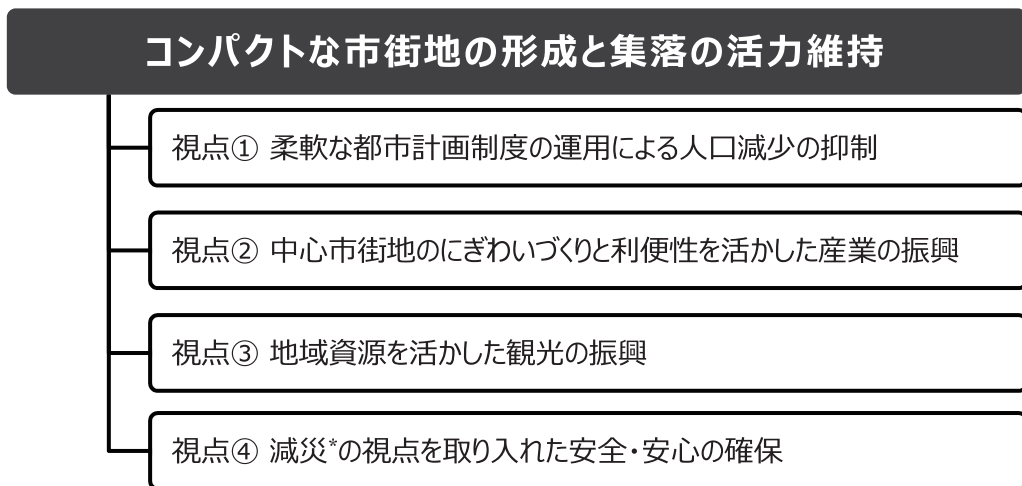 コンパクトな市街地の形成と集落の活力維持
視点① 柔軟な都市計画制度の運用による人口減少の抑制
視点② 中心市街地のにぎわいづくりと利便性を活かした産業の振興
視点③ 地域資源を活かした観光の振興
視点④ 減災*の視点を取り入れた安全・安心の確保